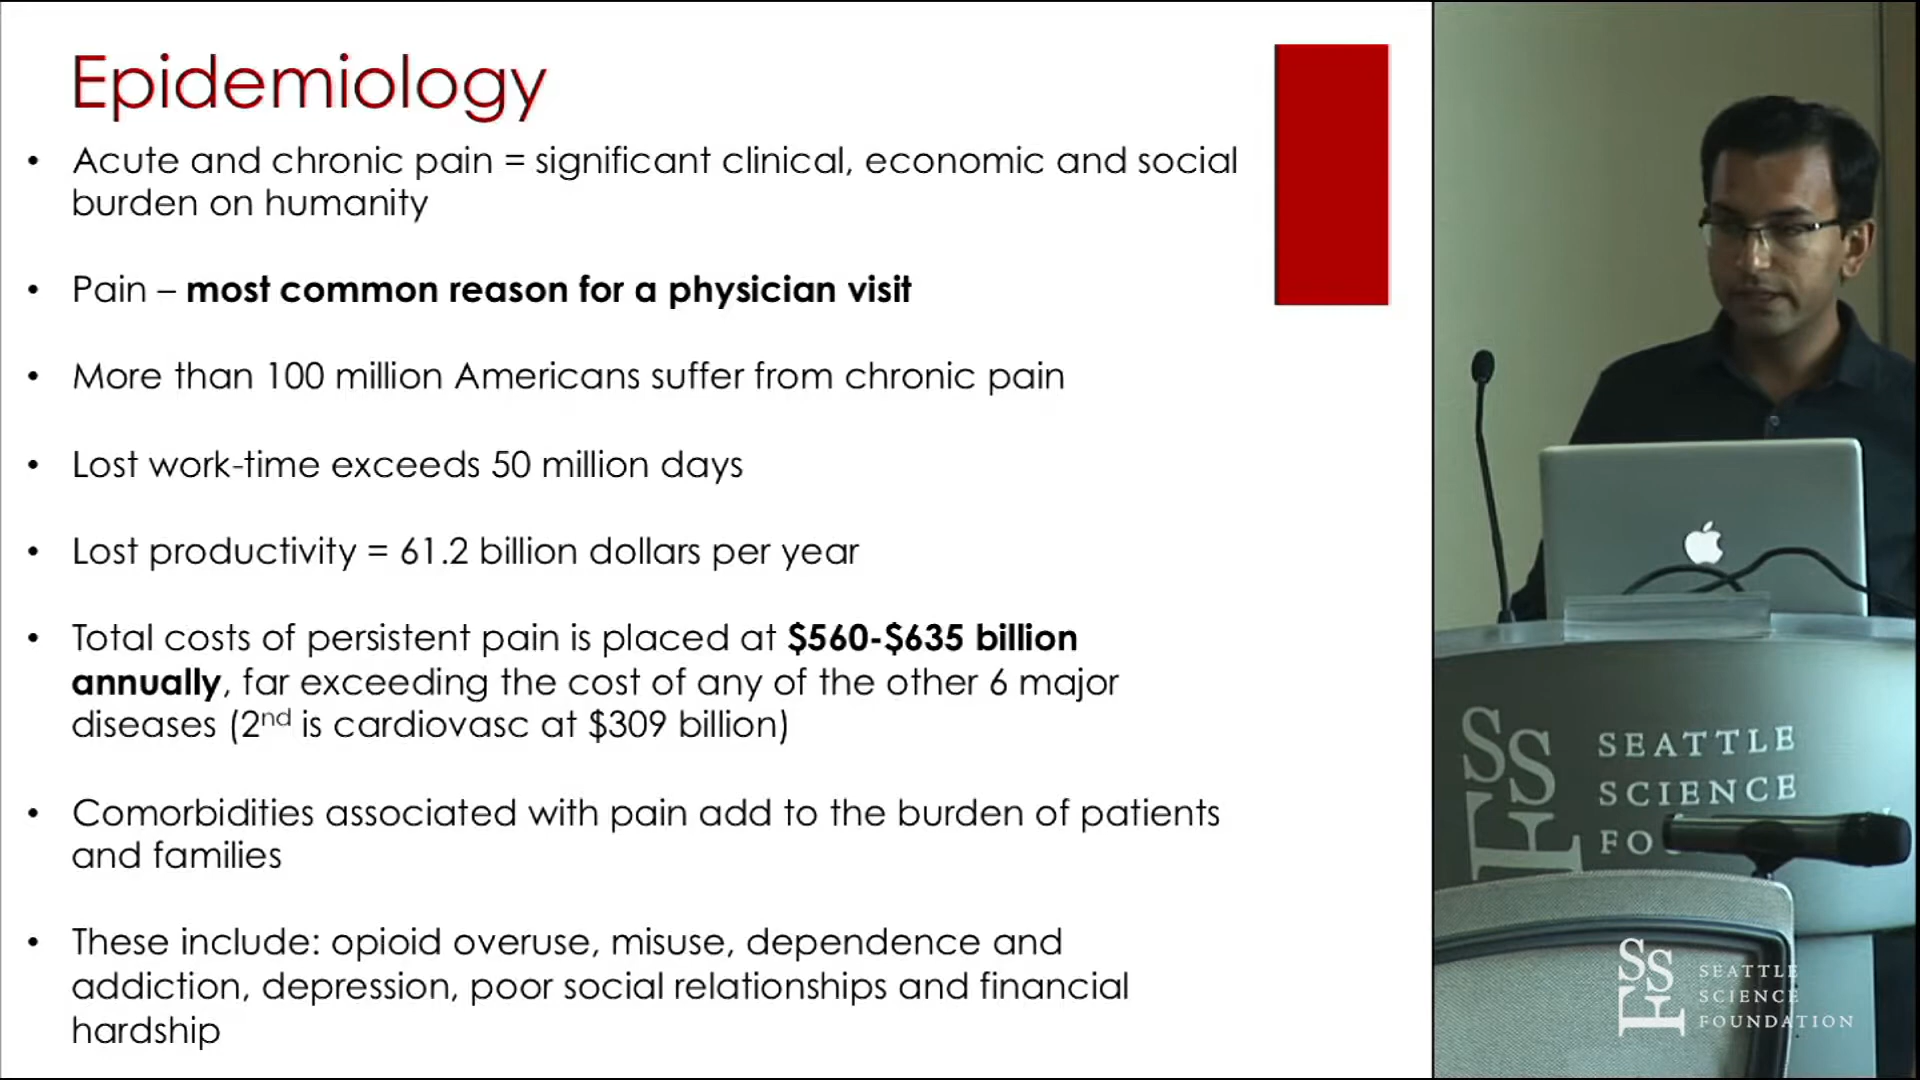 Epidemiology
• Acute and chronic pain = significant clinical, economic and social
burden on humanity
• Pain – most common reason for a physician visit
• More than 100 million Americans suffer from chronic pain
• Lost work-time exceeds 50 million days
• Lost productivity = 61.2 billion dollars per year
• Total costs of persistent pain is placed at $560-$635 billion
annually, far exceeding the cost of any of the other 6 major
diseases (2nd is cardiovasc at $309 billion)
• Comorbidities associated with pain add to the burden of patients
and families
• These include: opioid overuse, misuse, dependence and
addiction, depression, poor social relationships and financial
hardship
SSF
SEATTLE
SCIENCE
SSF
SEATTLE
SCIENCE
FOUNDATION